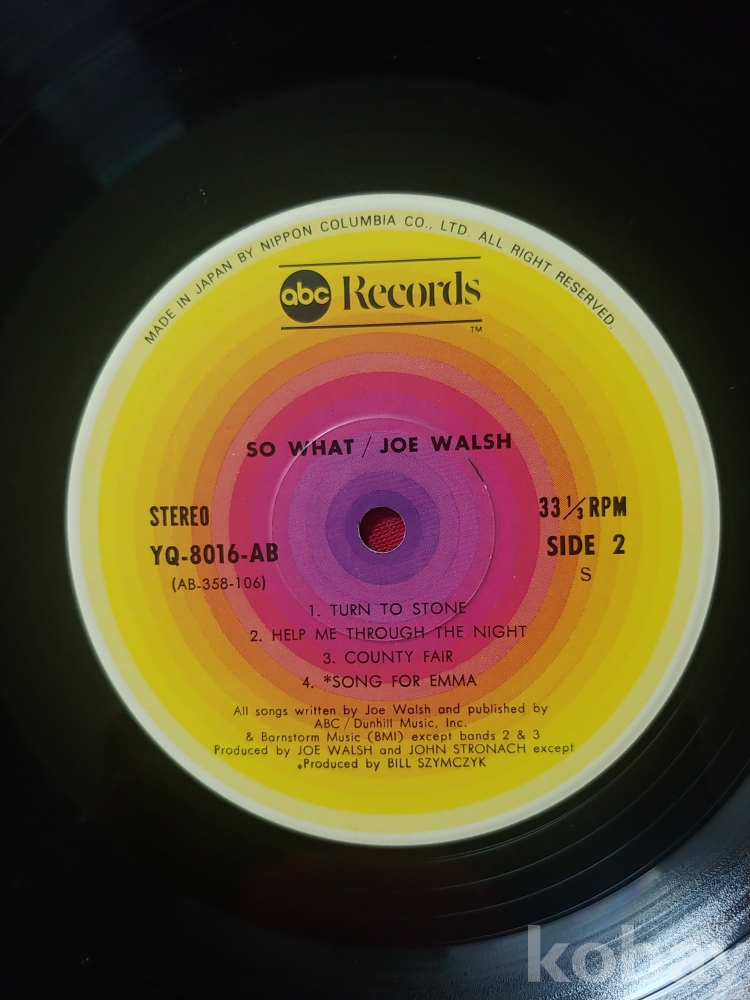 MADE IN JAPAN BY NIPPON COLUMBIA CO., LTD. ALL RIGHT RESERVED.
abc Records
TM
SO WHAT / JOE WALSH
STEREO
33 1/3 RPM
YQ-8016-AB
SIDE 2
(AB-358-106)
S
1. TURN TO STONE
2. HELP ME THROUGH THE NIGHT
3. COUNTY FAIR
4. *SONG FOR EMMA
All songs written by Joe Walsh and published by
ABC/Dunhill Music, Inc.
& Barnstorm Music (BMI) except bands 2 & 3
Produced by JOE WALSH and JOHN STRONACH except
*Produced by BILL SZYMCZYK